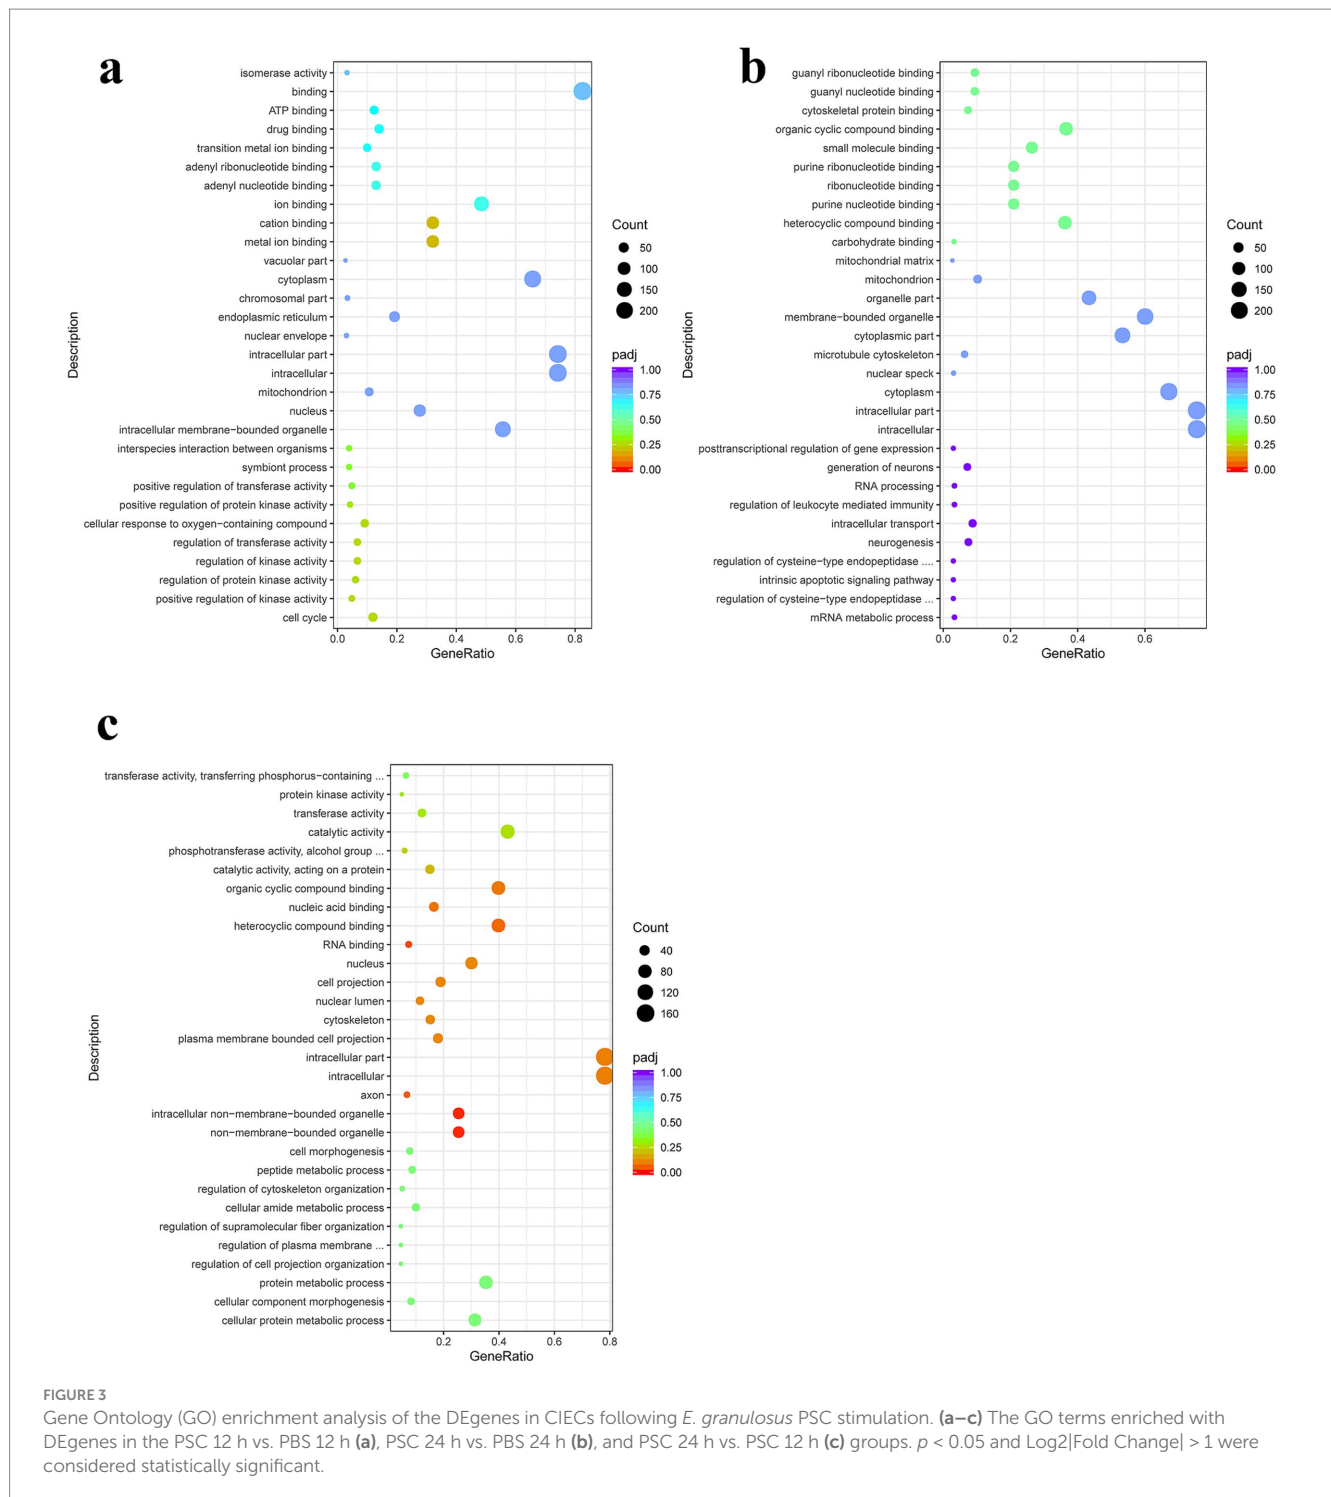 a
isomerase activity
binding
ATP binding
drug binding
transition metal ion binding
adenyl ribonucleotide binding
adenyl nucleotide binding
ion binding
cation binding
metal ion binding
vacuolar part
cytoplasm
chromosomal part
endoplasmic reticulum
nuclear envelope
intracellular part
intracellular
mitochondrion
nucleus
intracellular membrane−bounded organelle
interspecies interaction between organisms
symbiont process
positive regulation of transferase activity
positive regulation of protein kinase activity
cellular response to oxygen−containing compound
regulation of transferase activity
regulation of kinase activity
regulation of protein kinase activity
positive regulation of kinase activity
cell cycle
Description
0.0 0.2 0.4 0.6 0.8
GeneRatio
Count
50
100
150
200
padj
1.00
0.75
0.50
0.25
0.00
b
guanyl ribonucleotide binding
guanyl nucleotide binding
cytoskeletal protein binding
organic cyclic compound binding
small molecule binding
purine ribonucleotide binding
ribonucleotide binding
purine nucleotide binding
heterocyclic compound binding
carbohydrate binding
mitochondrial matrix
mitochondrion
organelle part
membrane−bounded organelle
cytoplasmic part
microtubule cytoskeleton
nuclear speck
cytoplasm
intracellular part
intracellular
posttranscriptional regulation of gene expression
generation of neurons
RNA processing
regulation of leukocyte mediated immunity
intracellular transport
neurogenesis
regulation of cysteine−type endopeptidase ....
intrinsic apoptotic signaling pathway
regulation of cysteine−type endopeptidase ...
mRNA metabolic process
Description
0.0 0.2 0.4 0.6
GeneRatio
Count
50
100
150
200
padj
1.00
0.75
0.50
0.25
0.00
c
transferase activity, transferring phosphorus−containing ...
protein kinase activity
transferase activity
catalytic activity
phosphotransferase activity, alcohol group ...
catalytic activity, acting on a protein
organic cyclic compound binding
nucleic acid binding
heterocyclic compound binding
RNA binding
nucleus
cell projection
nuclear lumen
cytoskeleton
plasma membrane bounded cell projection
intracellular part
intracellular
axon
intracellular non−membrane−bounded organelle
non−membrane−bounded organelle
cell morphogenesis
peptide metabolic process
regulation of cytoskeleton organization
cellular amide metabolic process
regulation of supramolecular fiber organization
regulation of plasma membrane ...
regulation of cell projection organization
protein metabolic process
cellular component morphogenesis
cellular protein metabolic process
Description
0.2 0.4 0.6 0.8
GeneRatio
Count
40
80
120
160
padj
1.00
0.75
0.50
0.25
0.00
FIGURE 3
Gene Ontology (GO) enrichment analysis of the DEgenes in CIECs following E. granulosus PSC stimulation. (a–c) The GO terms enriched with
DEgenes in the PSC 12 h vs. PBS 12 h (a), PSC 24 h vs. PBS 24 h (b), and PSC 24 h vs. PSC 12 h (c) groups. p < 0.05 and Log2|Fold Change| > 1 were
considered statistically significant.